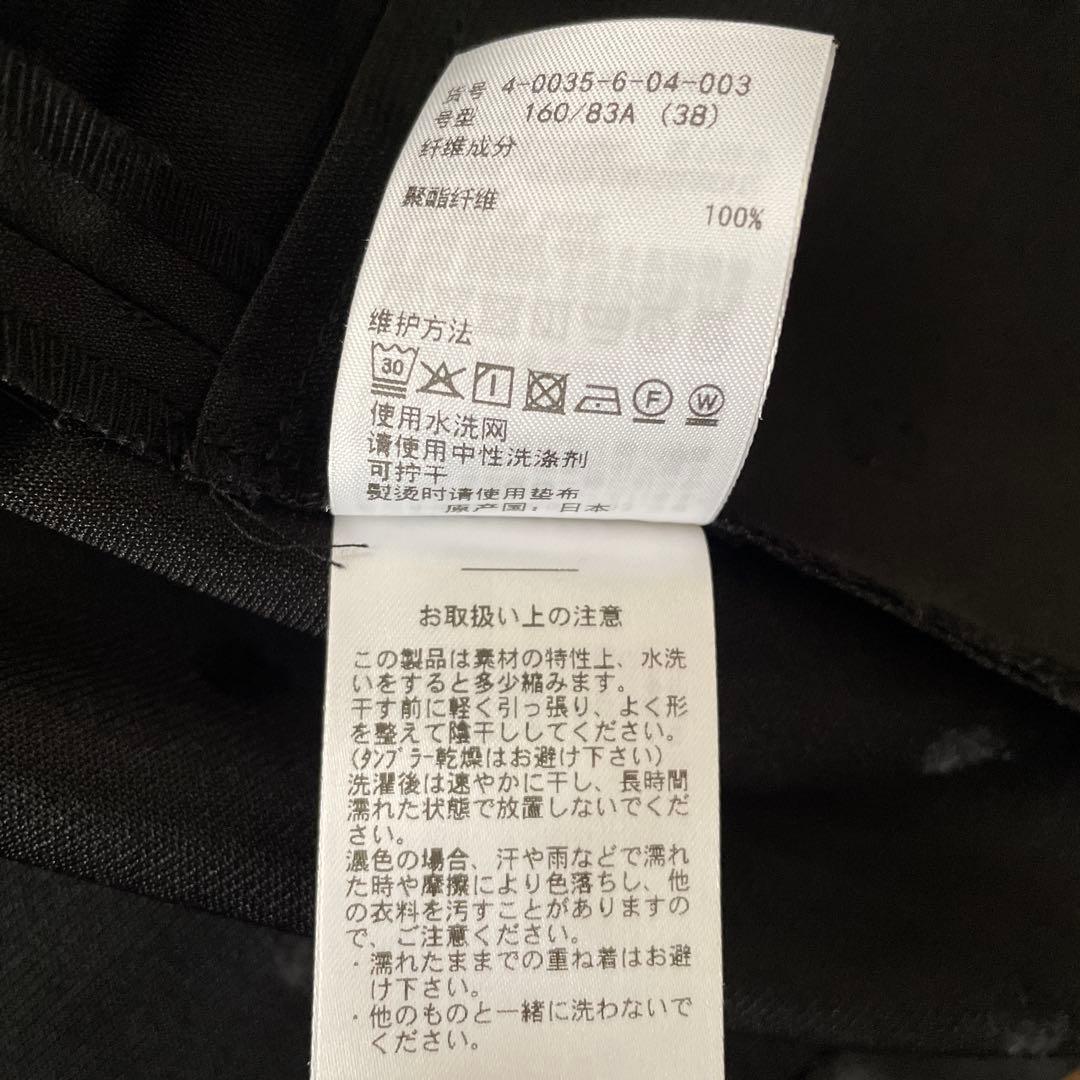 货号 4-0035-6-04-003
号型 160/83A (38)
纤维成分
聚酯纤维 100%
维护方法
30 F W
使用水洗网
请使用中性洗涤剂
可拧干
熨烫时请使用垫布
原产国：日本
お取扱い上の注意
この製品は素材の特性上、水洗
いをすると多少縮みます。
干す前に軽く引っ張り、よく形
を整えて陰干ししてください。
(ﾀﾝﾌﾞﾗｰ乾燥はお避け下さい)
洗濯後は速やかに干し、長時間
濡れた状態で放置しないでくだ
さい。
濃色の場合、汗や雨などで濡れ
た時や摩擦により色落ちし、他
の衣料を汚すことがありますの
で、ご注意ください。
・濡れたままでの重ね着はお避
け下さい。
・他のものと一緒に洗わないで
ください。